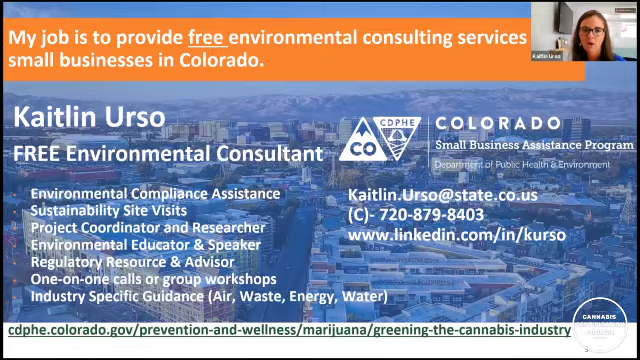 My job is to provide free environmental consulting services
small businesses in Colorado.
Kaitlin Urso
Kaitlin Urso
FREE Environmental Consultant
CO
CDPHE
COLORADO
Small Business Assistance Program
Department of Public Health & Environment
Environmental Compliance Assistance
Sustainability Site Visits
Project Coordinator and Researcher
Environmental Educator & Speaker
Regulatory Resource & Advisor
One-on-one calls or group workshops
Industry Specific Guidance (Air, Waste, Energy, Water)
Kaitlin.Urso@state.co.us
(C)- 720-879-8403
www.linkedin.com/in/kurso
cdphe.colorado.gov/prevention-and-wellness/marijuana/greening-the-cannabis-industry
CANNABIS